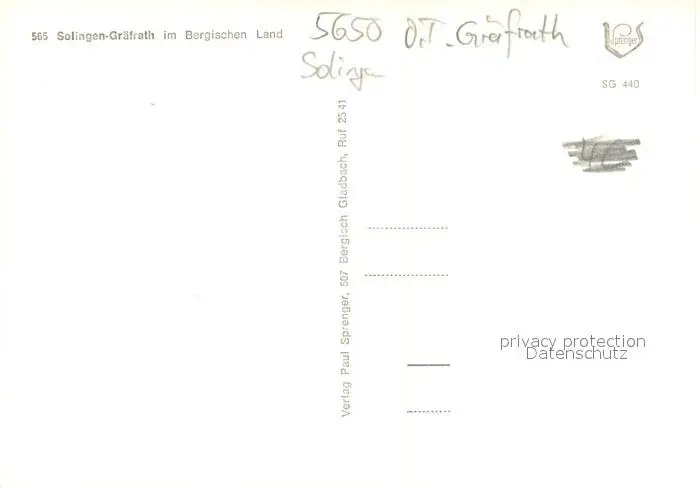 565 Solingen-Gräfrath im Bergischen Land
5650 O.T. Gräfrath
Solingen
Sprenger
SG 440
Verlag Paul Sprenger, 507 Bergisch Gladbach, Ruf 2541
privacy protection
Datenschutz